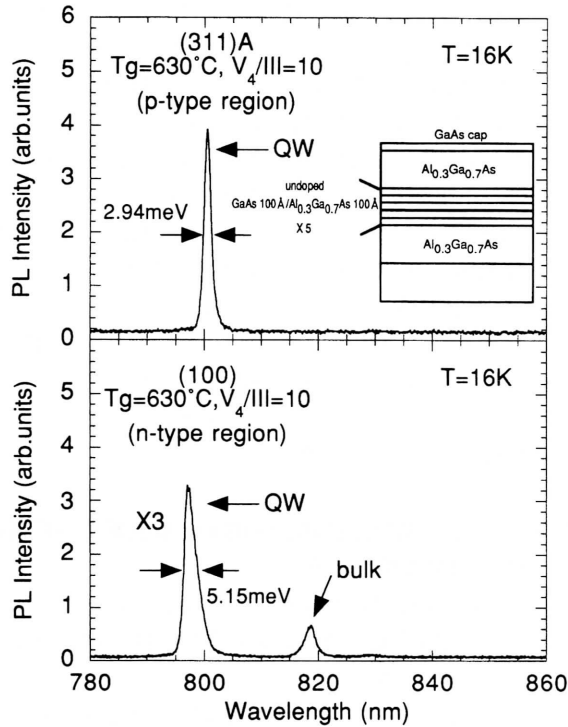 PL Intensity (arb.units)
6
5
4
3
2
1
0
(311)A
Tg=630°C, V₄/III=10
(p-type region)
T=16K
QW
2.94meV
GaAs cap
Al₀.₃Ga₀.₇As
undoped
GaAs 100Å/Al₀.₃Ga₀.₇As 100Å
X 5
Al₀.₃Ga₀.₇As
PL Intensity (arb.units)
5
4
3
2
1
0
(100)
Tg=630°C,V₄/III=10
(n-type region)
T=16K
X3
QW
5.15meV
bulk
780 800 820 840 860
Wavelength (nm)